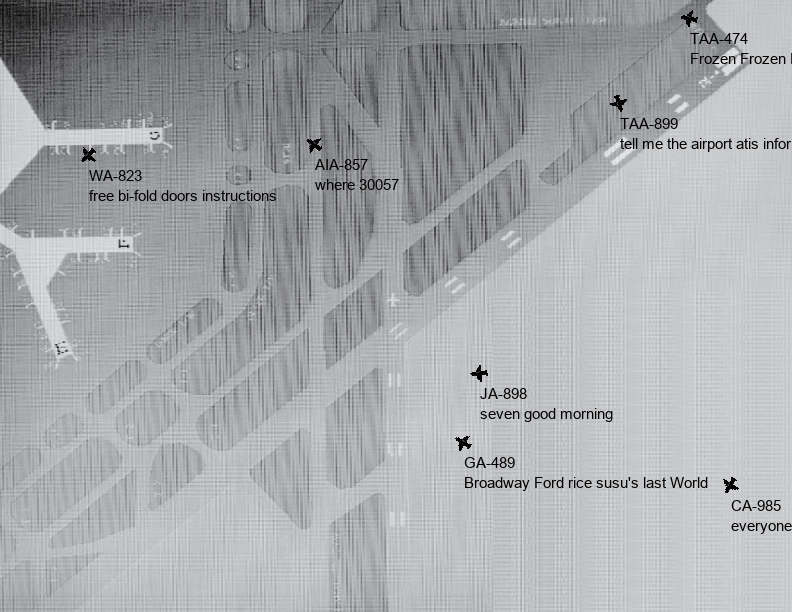 TAA-474
Frozen Frozen
TAA-899
tell me the airport atis infor
AIA-857
where 30057
WA-823
free bi-fold doors instructions
JA-898
seven good morning
GA-489
Broadway Ford rice susu's last World
CA-985
everyone